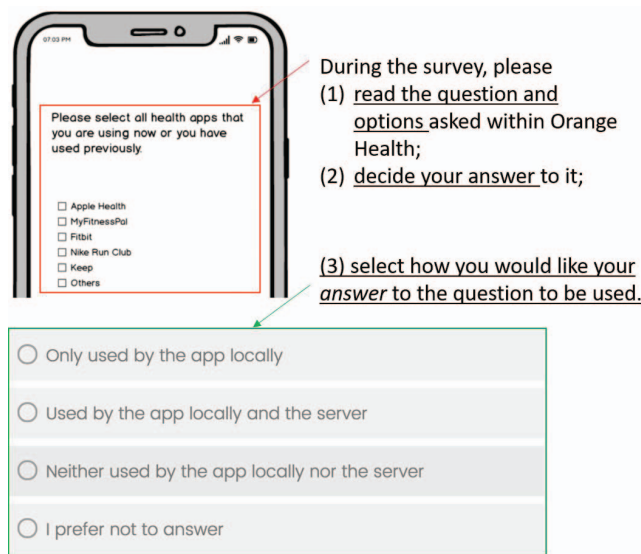 07:03 PM
Please select all health apps that
you are using now or you have
used previously.
Apple Health
MyFitnessPal
Fitbit
Nike Run Club
Keep
Others
During the survey, please
(1) read the question and
options asked within Orange
Health;
(2) decide your answer to it;
(3) select how you would like your
answer to the question to be used.
Only used by the app locally
Used by the app locally and the server
Neither used by the app locally nor the server
I prefer not to answer